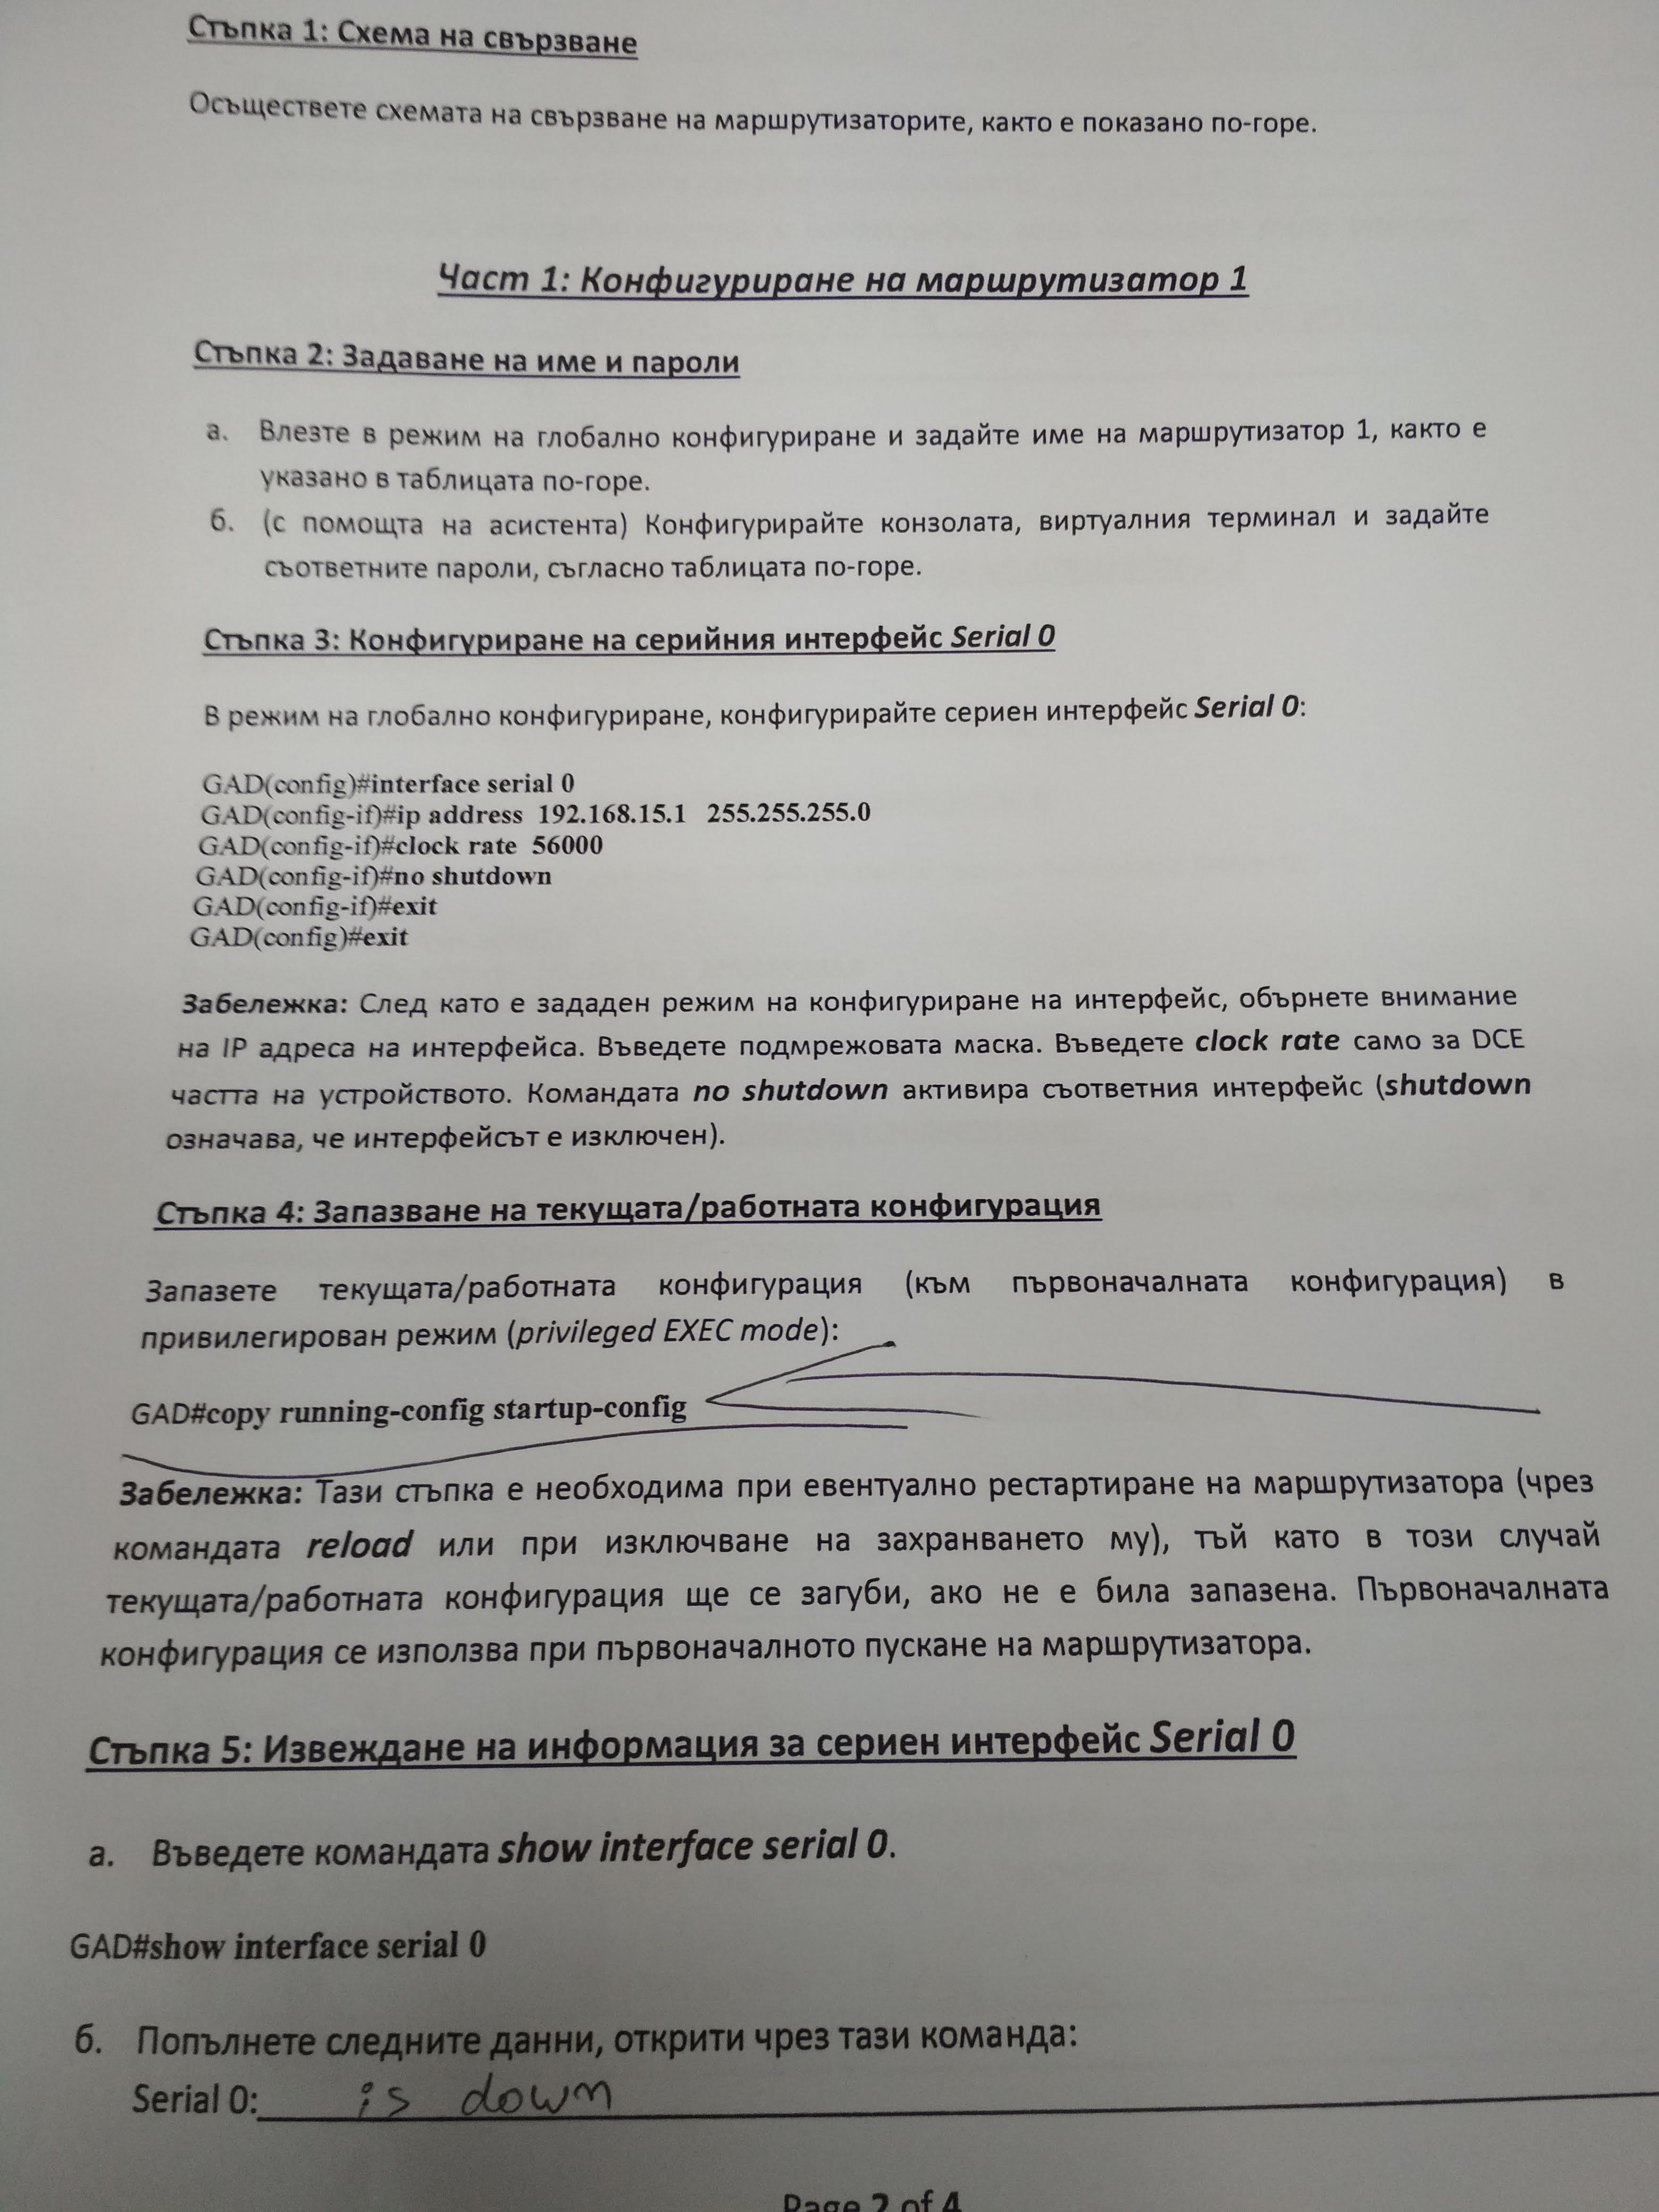 Стъпка 1: Схема на свързване
Осъществете схемата на свързване на маршрутизаторите, както е показано по-горе.
Част 1: Конфигуриране на маршрутизатор 1
Стъпка 2: Задаване на име и пароли
а. Влезте в режим на глобално конфигуриране и задайте име на маршрутизатор 1, както е
указано в таблицата по-горе.
б. (с помощта на асистента) Конфигурирайте конзолата, виртуалния терминал и задайте
съответните пароли, съгласно таблицата по-горе.
Стъпка 3: Конфигуриране на серийния интерфейс Serial 0
В режим на глобално конфигуриране, конфигурирайте сериен интерфейс Serial 0:
GAD(config)#interface serial 0
GAD(config-if)#ip address 192.168.15.1 255.255.255.0
GAD(config-if)#clock rate 56000
GAD(config-if)#no shutdown
GAD(config-if)#exit
GAD(config)#exit
Забележка: След като е зададен режим на конфигуриране на интерфейс, обърнете внимание
на IP адреса на интерфейса. Въведете подмрежовата маска. Въведете clock rate само за DCE
частта на устройството. Командата no shutdown активира съответния интерфейс (shutdown
означава, че интерфейсът е изключен).
Стъпка 4: Запазване на текущата/работната конфигурация
Запазете текущата/работната конфигурация (към първоначалната конфигурация) в
привилегирован режим (privileged EXEC mode):
GAD#copy running-config startup-config
Забележка: Тази стъпка е необходима при евентуално рестартиране на маршрутизатора (чрез
командата reload или при изключване на захранването му), тъй като в този случай
текущата/работната конфигурация ще се загуби, ако не е била запазена. Първоначалната
конфигурация се използва при първоначалното пускане на маршрутизатора.
Стъпка 5: Извеждане на информация за сериен интерфейс Serial 0
а. Въведете командата show interface serial 0.
GAD#show interface serial 0
б. Попълнете следните данни, открити чрез тази команда:
Serial 0: is down
Page 2 of 4